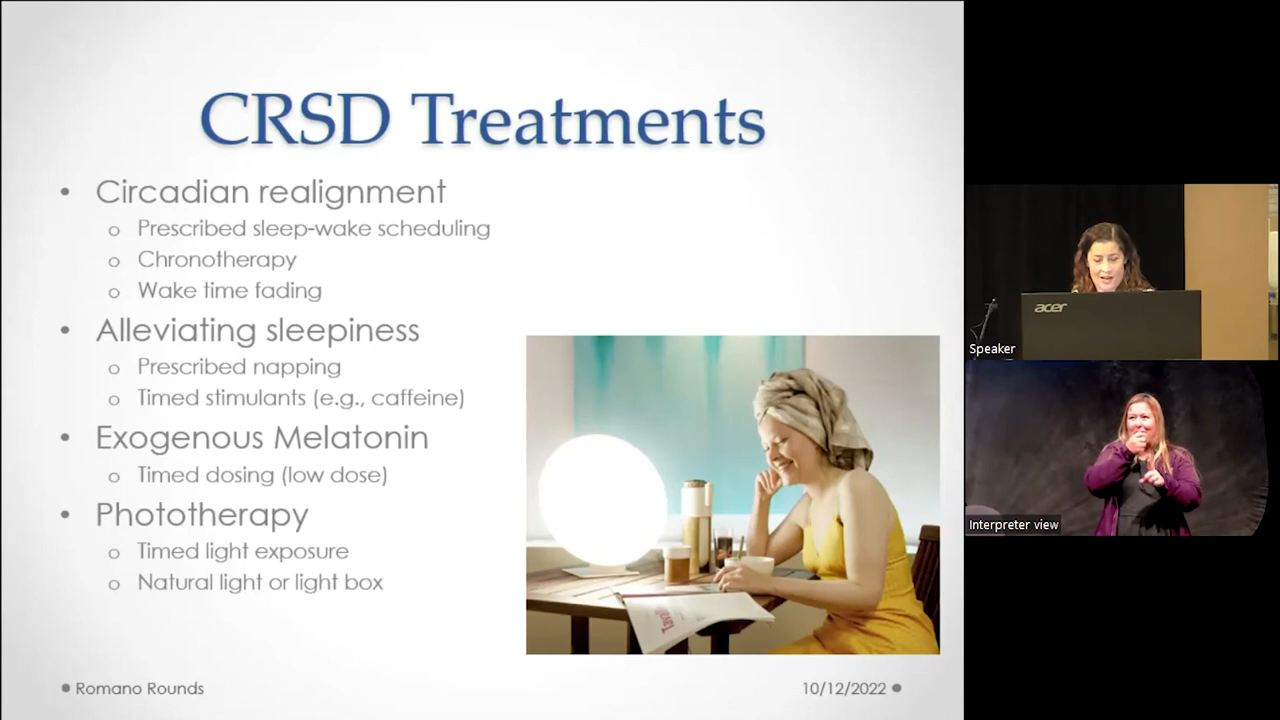 CRSD Treatments
• Circadian realignment
o Prescribed sleep-wake scheduling
o Chronotherapy
o Wake time fading
• Alleviating sleepiness
o Prescribed napping
o Timed stimulants (e.g., caffeine)
• Exogenous Melatonin
o Timed dosing (low dose)
• Phototherapy
o Timed light exposure
o Natural light or light box
Romano Rounds
10/12/2022
acer
Speaker
Interpreter view